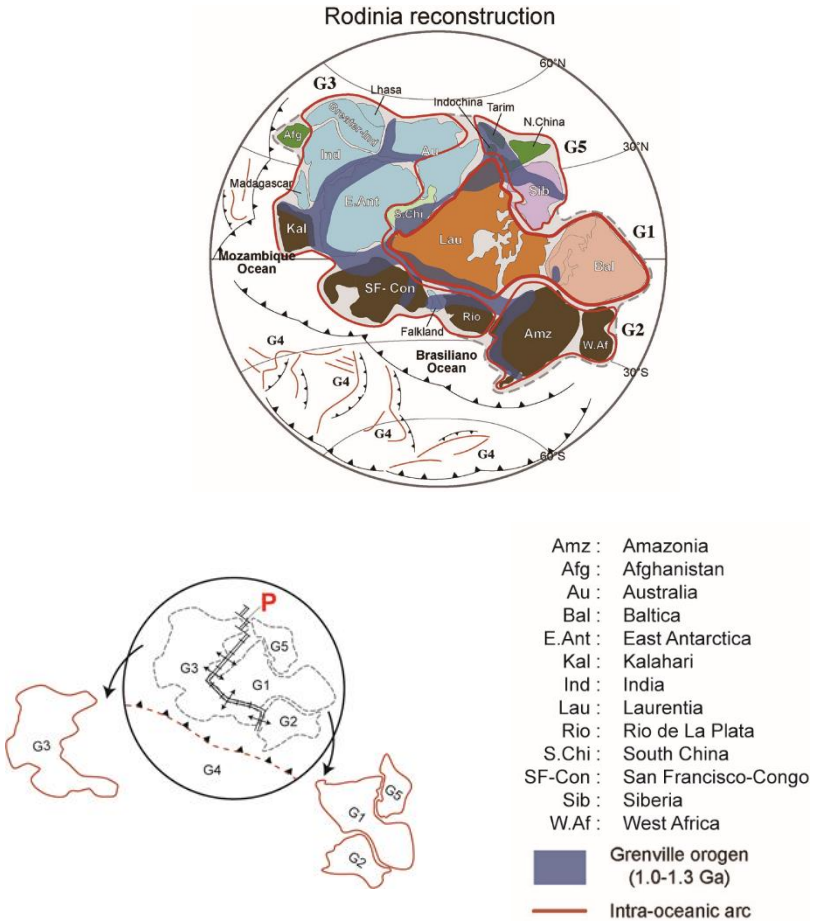 Rodinia reconstruction
60°N
G3
Lhasa
Indochina
Tarim
N.China
G5
30°N
Greater-Ind
Afg
Au
Ind
Sib
Madagascar
E.Ant
S.Chi
Kal
Lau
G1
Bal
Mozambique
Ocean
SF- Con
Rio
Amz
G2
W.Af
Falkland
Brasiliano
Ocean
G4
30°S
G4
G4
G4
60°S
P
G5
G3
G1
G2
G4
G3
G5
G1
G2
Amz : Amazonia
Afg : Afghanistan
Au : Australia
Bal : Baltica
E.Ant : East Antarctica
Kal : Kalahari
Ind : India
Lau : Laurentia
Rio : Rio de La Plata
S.Chi : South China
SF-Con : San Francisco-Congo
Sib : Siberia
W.Af : West Africa
Grenville orogen
(1.0-1.3 Ga)
Intra-oceanic arc